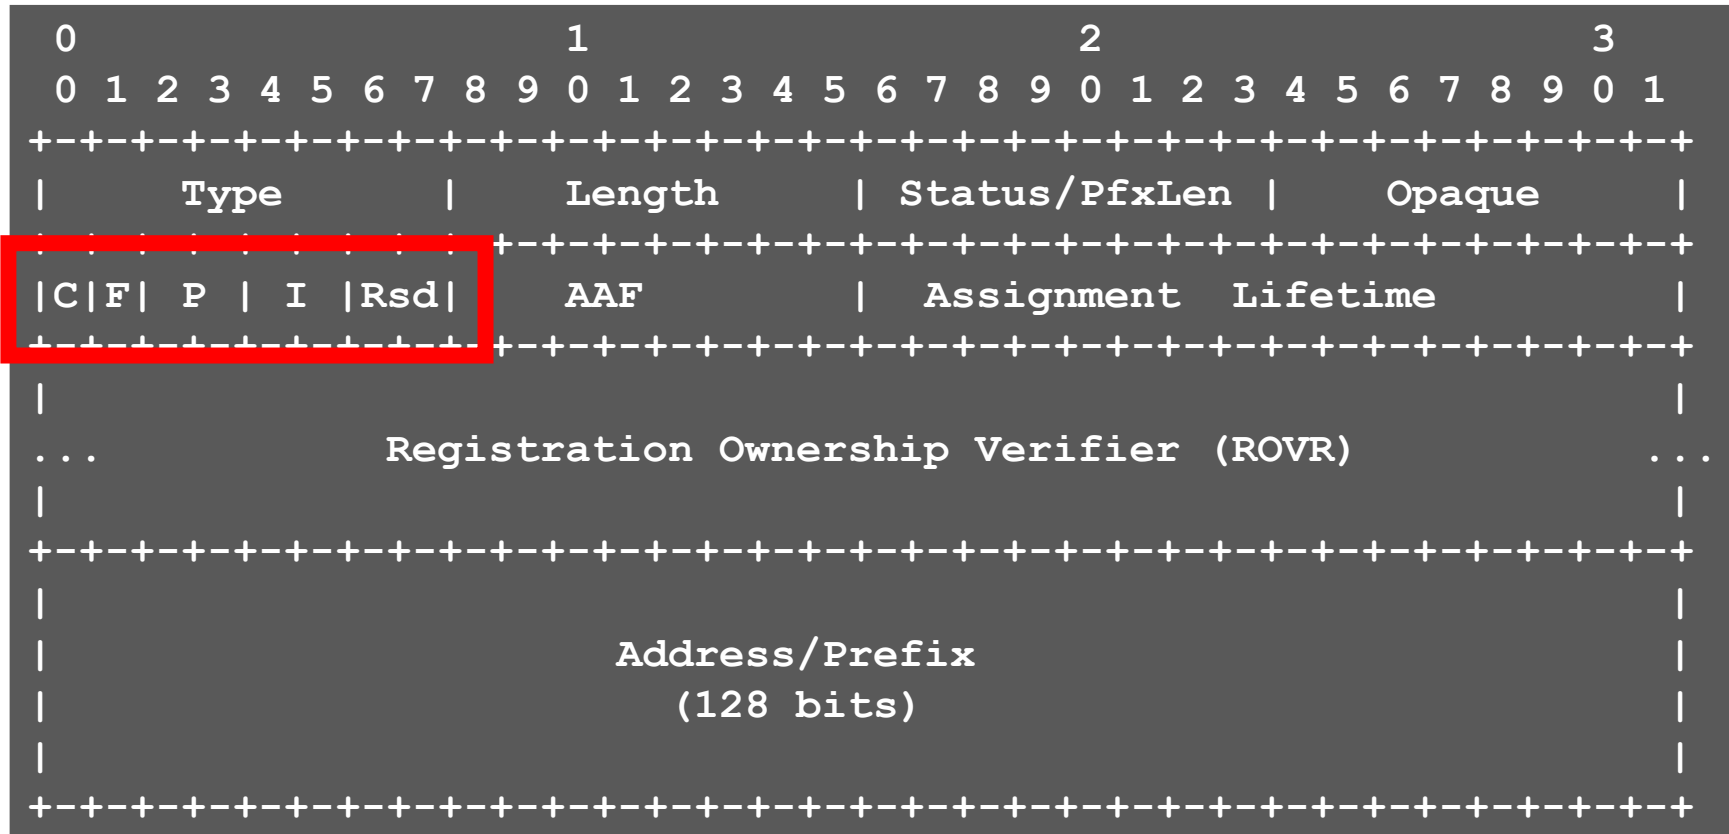 0                   1                   2                   3
 0 1 2 3 4 5 6 7 8 9 0 1 2 3 4 5 6 7 8 9 0 1 2 3 4 5 6 7 8 9 0 1
+-+-+-+-+-+-+-+-+-+-+-+-+-+-+-+-+-+-+-+-+-+-+-+-+-+-+-+-+-+-+-+-+
|     Type      |    Length     | Status/PfxLen |    Opaque     |
+-+-+-+-+-+-+-+-+-+-+-+-+-+-+-+-+-+-+-+-+-+-+-+-+-+-+-+-+-+-+-+-+
|C|F| P | I |Rsd|    AAF        |  Assignment  Lifetime         |
+-+-+-+-+-+-+-+-+-+-+-+-+-+-+-+-+-+-+-+-+-+-+-+-+-+-+-+-+-+-+-+-+
|                                                               |
...           Registration Ownership Verifier (ROVR)           ...
|                                                               |
+-+-+-+-+-+-+-+-+-+-+-+-+-+-+-+-+-+-+-+-+-+-+-+-+-+-+-+-+-+-+-+-+
|                                                               |
|                      Address/Prefix                           |
|                        (128 bits)                             |
|                                                               |
+-+-+-+-+-+-+-+-+-+-+-+-+-+-+-+-+-+-+-+-+-+-+-+-+-+-+-+-+-+-+-+-+